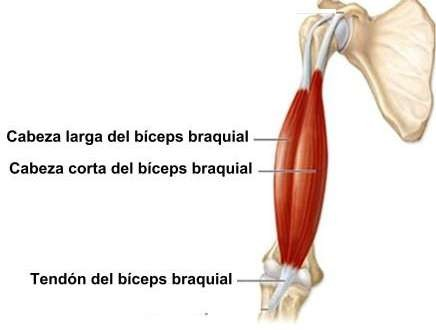 Cabeza larga del bíceps braquial
Cabeza corta del bíceps braquial
Tendón del bíceps braquial